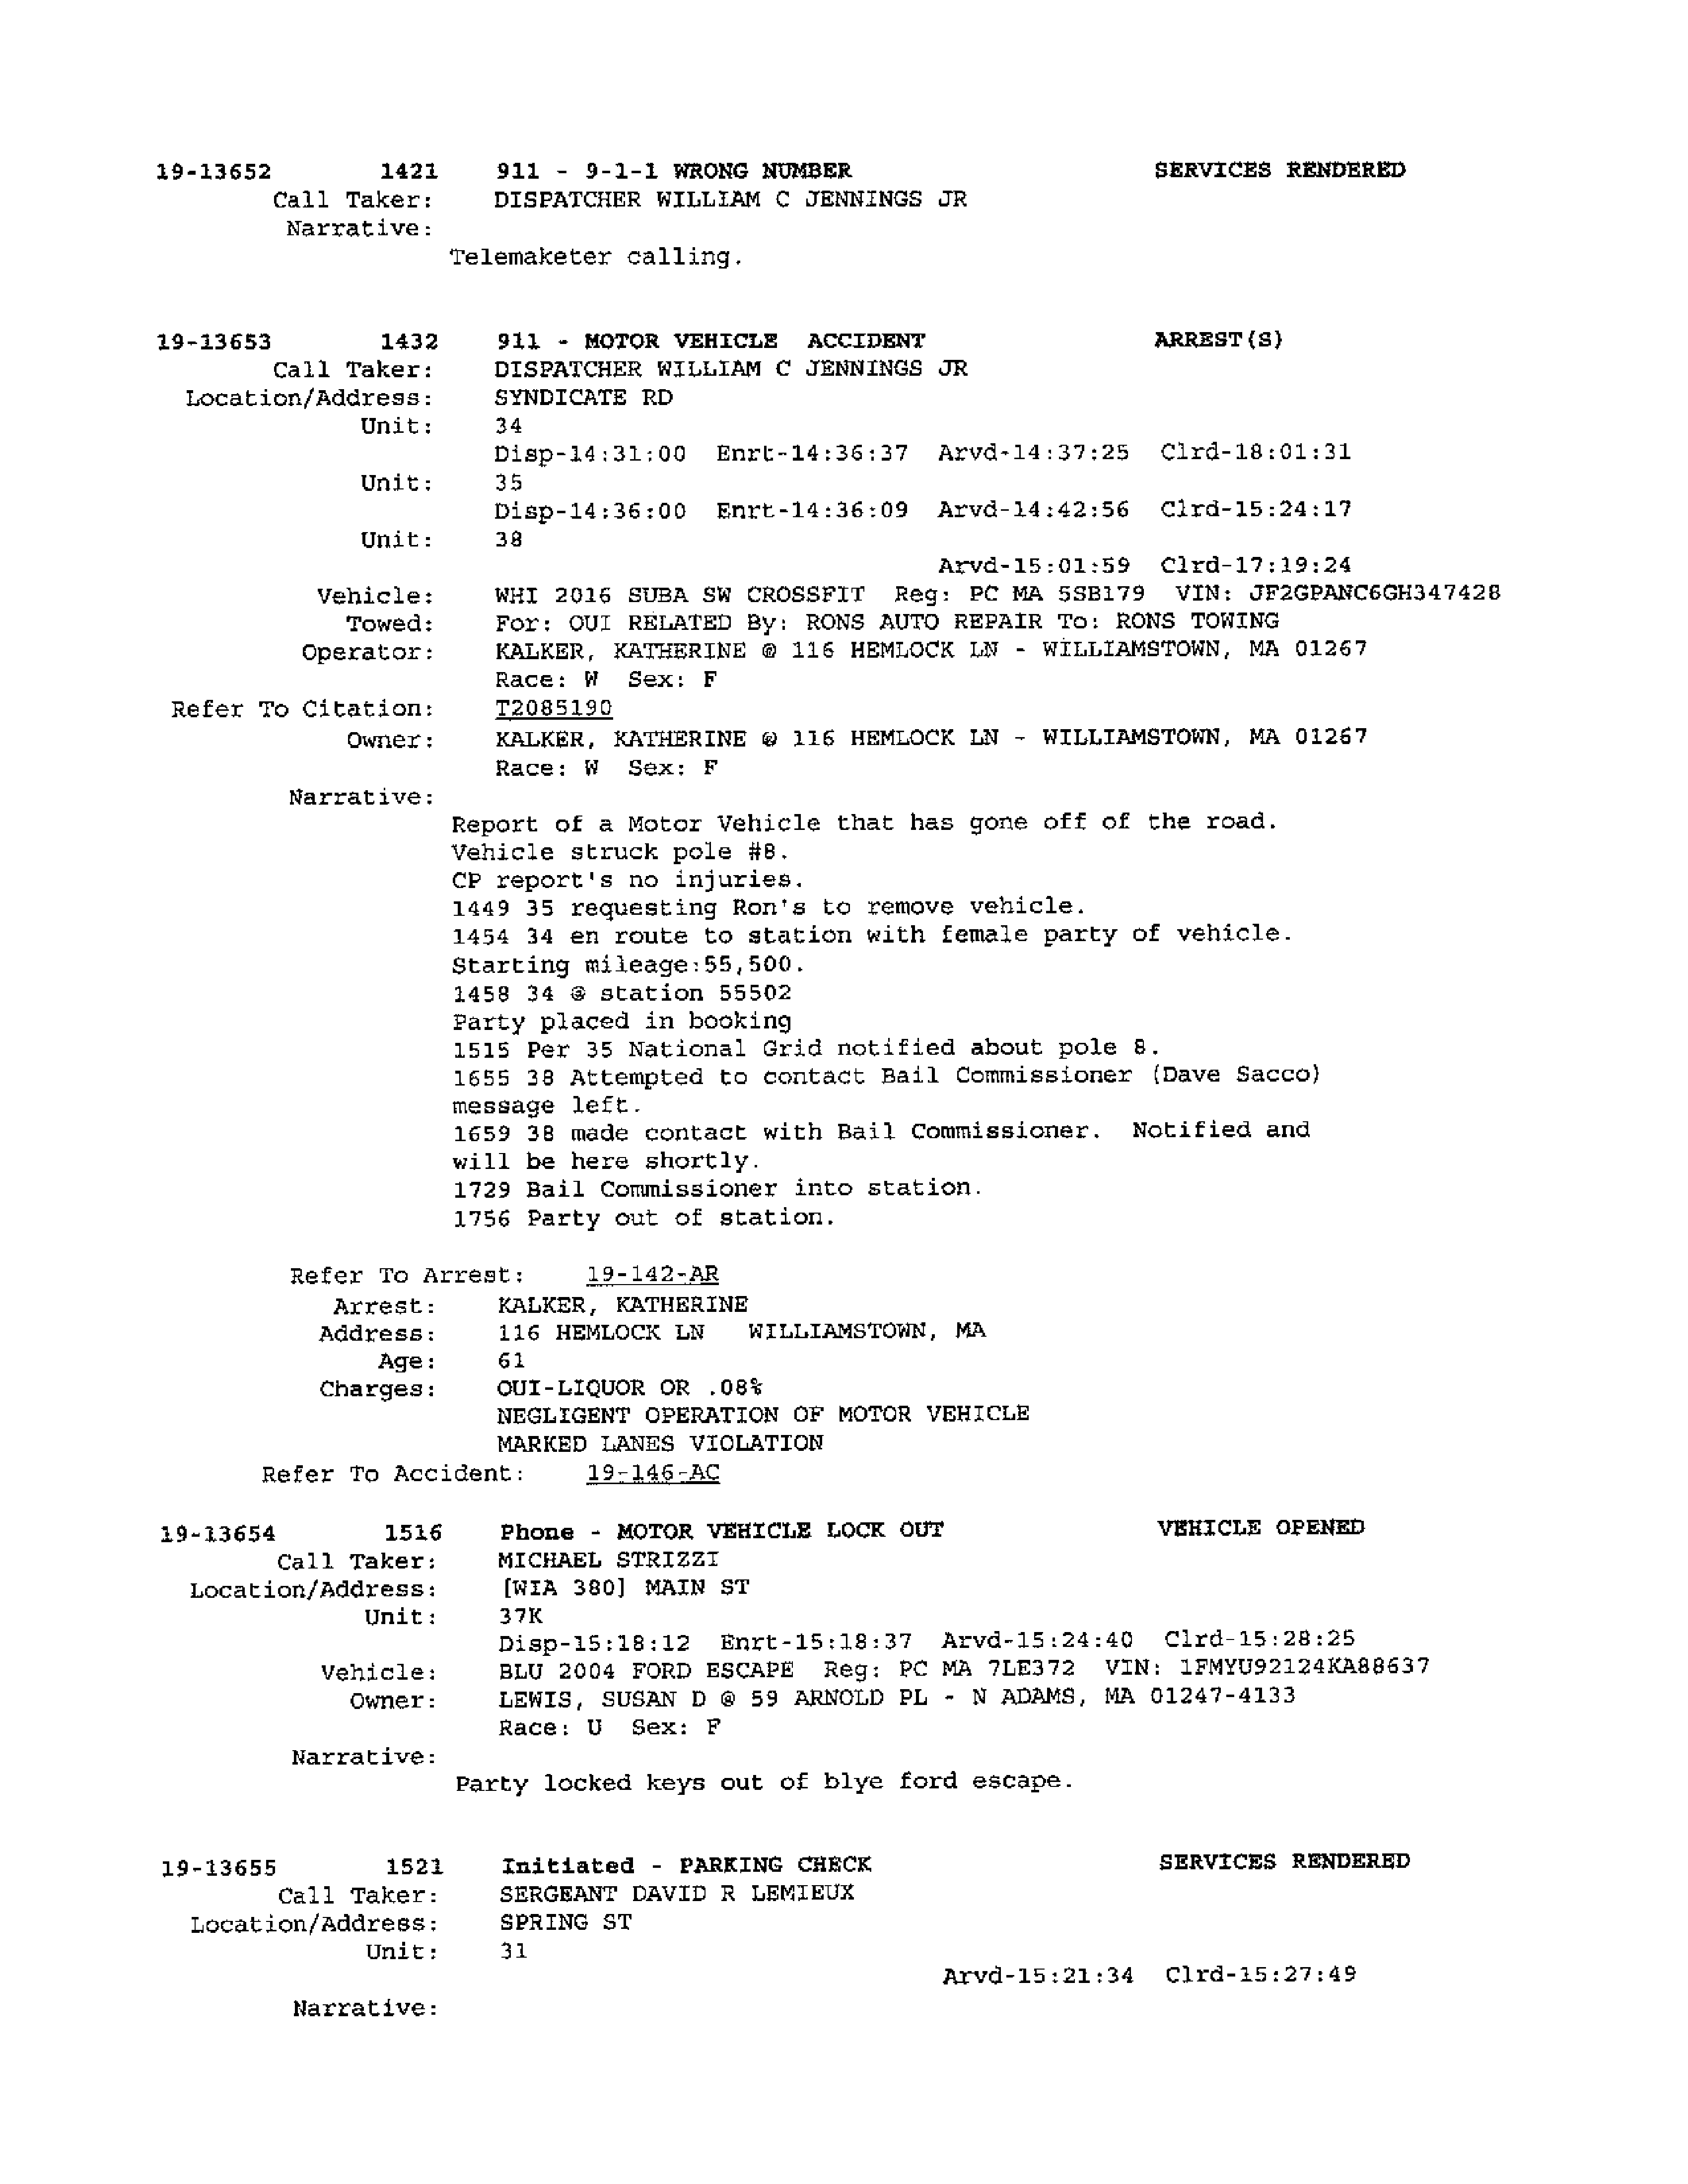 19-13652 1421 911 - 9-1-1 WRONG NUMBER SERVICES RENDERED
Call Taker: DISPATCHER WILLIAM C JENNINGS JR
Narrative:
Telemaketer calling.
19-13653 1432 911 - MOTOR VEHICLE ACCIDENT ARREST(S)
Call Taker: DISPATCHER WILLIAM C JENNINGS JR
Location/Address: SYNDICATE RD
Unit: 34
Disp-14:31:00 Enrt-14:36:37 Arvd-14:37:25 Clrd-18:01:31
Unit: 35
Disp-14:36:00 Enrt-14:36:09 Arvd-14:42:56 Clrd-15:24:17
Unit: 38
Arvd-15:01:59 Clrd-17:19:24
Vehicle: WHI 2016 SUBA SW CROSSFIT Reg: PC MA 5SB179 VIN: JF2GPANC6GH347428
Towed: For: OUI RELATED By: RONS AUTO REPAIR To: RONS TOWING
Operator: KALKER, KATHERINE @ 116 HEMLOCK LN - WILLIAMSTOWN, MA 01267
Race: W Sex: F
Refer To Citation: T2085190
Owner: KALKER, KATHERINE @ 116 HEMLOCK LN - WILLIAMSTOWN, MA 01267
Race: W Sex: F
Narrative:
Report of a Motor Vehicle that has gone off of the road.
Vehicle struck pole #8.
CP report's no injuries.
1449 35 requesting Ron's to remove vehicle.
1454 34 en route to station with female party of vehicle.
Starting mileage:55,500.
1458 34 @ station 55502
Party placed in booking
1515 Per 35 National Grid notified about pole 8.
1655 38 Attempted to contact Bail Commissioner (Dave Sacco)
message left.
1659 38 made contact with Bail Commissioner. Notified and
will be here shortly.
1729 Bail Commissioner into station.
1756 Party out of station.
Refer To Arrest: 19-142-AR
Arrest: KALKER, KATHERINE
Address: 116 HEMLOCK LN WILLIAMSTOWN, MA
Age: 61
Charges: OUI-LIQUOR OR .08%
NEGLIGENT OPERATION OF MOTOR VEHICLE
MARKED LANES VIOLATION
Refer To Accident: 19-146-AC
19-13654 1516 Phone - MOTOR VEHICLE LOCK OUT VEHICLE OPENED
Call Taker: MICHAEL STRIZZI
Location/Address: [WIA 380] MAIN ST
Unit: 37K
Disp-15:18:12 Enrt-15:18:37 Arvd-15:24:40 Clrd-15:28:25
Vehicle: BLU 2004 FORD ESCAPE Reg: PC MA 7LE372 VIN: 1FMYU92124KA88637
Owner: LEWIS, SUSAN D @ 59 ARNOLD PL - N ADAMS, MA 01247-4133
Race: U Sex: F
Narrative:
Party locked keys out of blye ford escape.
19-13655 1521 Initiated - PARKING CHECK SERVICES RENDERED
Call Taker: SERGEANT DAVID R LEMIEUX
Location/Address: SPRING ST
Unit: 31
Arvd-15:21:34 Clrd-15:27:49
Narrative: